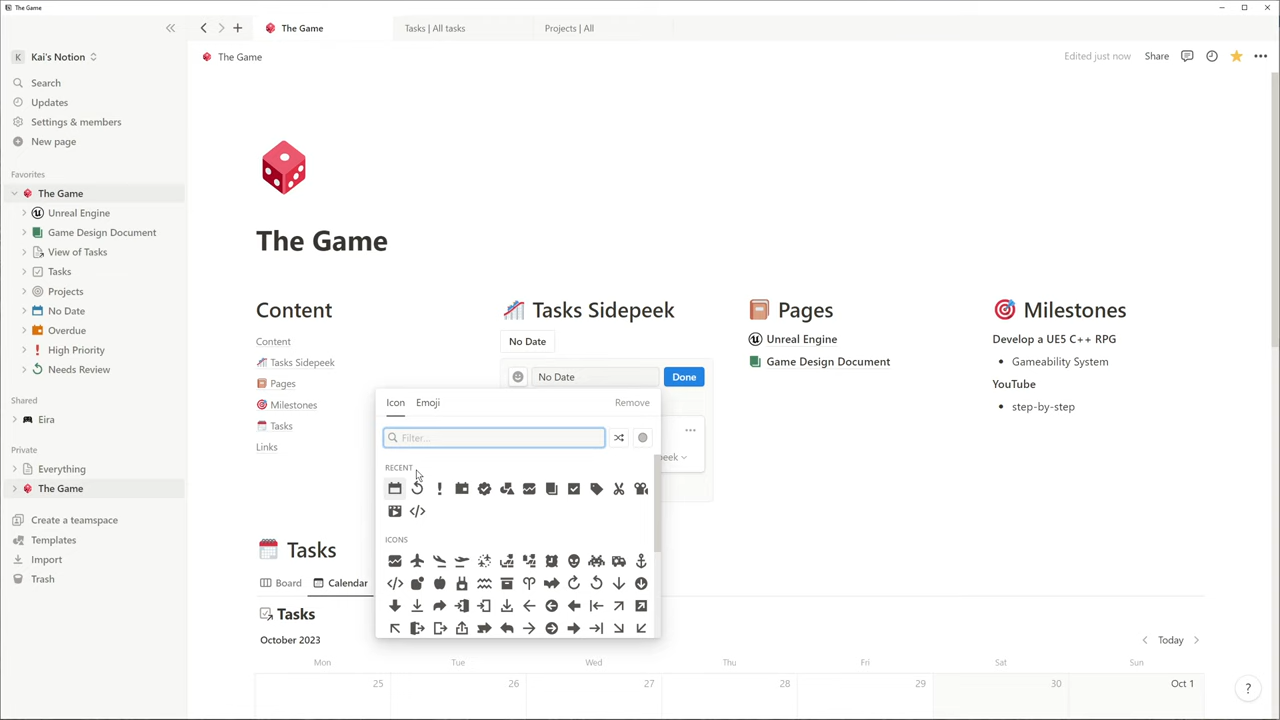 The Game
The Game
Tasks | All tasks
Projects | All
K Kai's Notion
The Game
Edited just now
Share
Search
Updates
Settings & members
New page
Favorites
The Game
Unreal Engine
Game Design Document
View of Tasks
Tasks
Projects
No Date
Overdue
High Priority
Needs Review
Shared
Eira
Private
Everything
The Game
Create a teamspace
Templates
Import
Trash
The Game
Content
Content
Tasks Sidepeek
Pages
Milestones
Tasks
Links
Tasks Sidepeek
No Date
No Date
Done
Icon
Emoji
Remove
Filter...
RECENT
ICONS
Pages
Unreal Engine
Game Design Document
Milestones
Develop a UE5 C++ RPG
Gameability System
YouTube
step-by-step
Tasks
Board
Calendar
Tasks
October 2023
Today
Mon
Tue
Wed
Thu
Fri
Sat
Sun
25
26
27
28
29
30
Oct 1
?